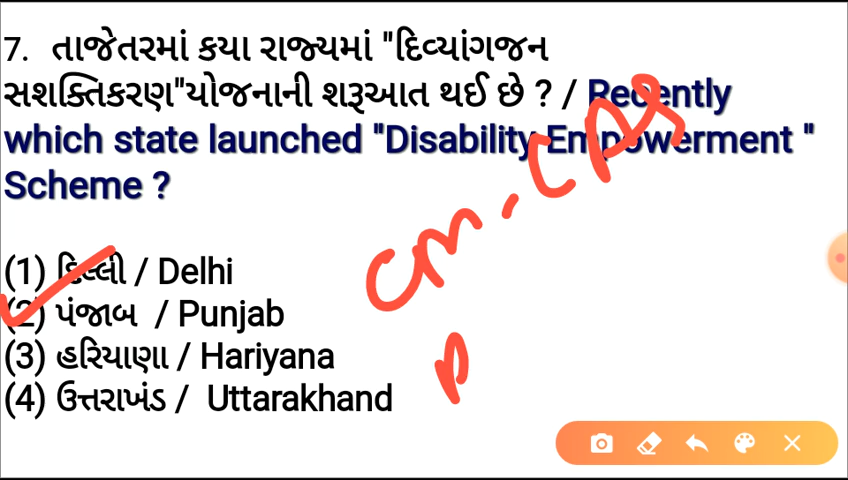 7. તાજેતરમાં કયા રાજ્યમાં "દિવ્યાંગજન
સશક્તિકરણ"યોજનાની શરૂઆત થઈ છે ? / Recently
which state launched "Disability Empowerment "
Scheme ?
(1) દિલ્લી / Delhi
(2) પંજાબ / Punjab
(3) હરિયાણા / Hariyana
(4) ઉત્તરાખંડ / Uttarakhand
CM.